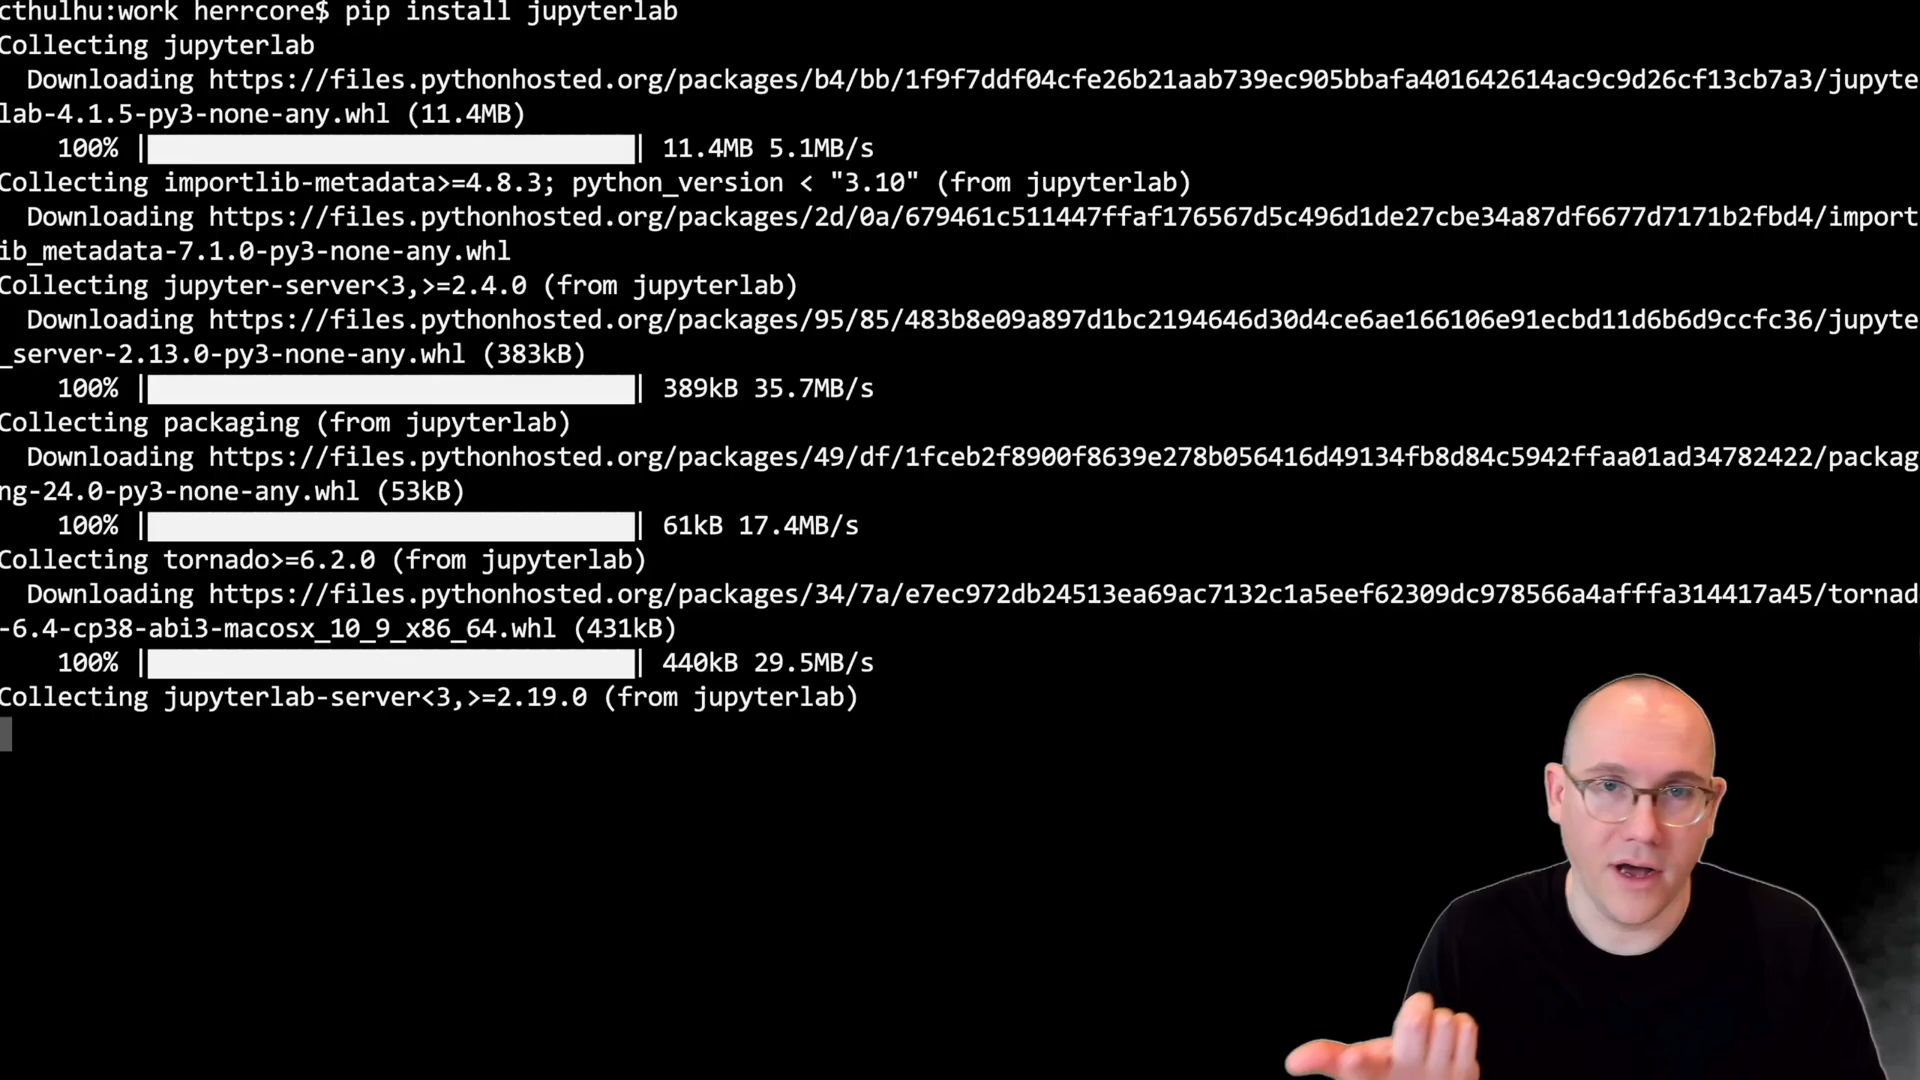 cthulhu:work herrcore$ pip install jupyterlab
Collecting jupyterlab
Downloading https://files.pythonhosted.org/packages/b4/bb/1f9f7ddf04cfe26b21aab739ec905bbafa401642614ac9c9d26cf13cb7a3/jupyte
lab-4.1.5-py3-none-any.whl (11.4MB)
100% |████████████████████████████████| 11.4MB 5.1MB/s
Collecting importlib-metadata>=4.8.3; python_version < "3.10" (from jupyterlab)
Downloading https://files.pythonhosted.org/packages/2d/0a/679461c511447ffaf176567d5c496d1de27cbe34a87df6677d7171b2fbd4/import
ib_metadata-7.1.0-py3-none-any.whl
Collecting jupyter-server<3,>=2.4.0 (from jupyterlab)
Downloading https://files.pythonhosted.org/packages/95/85/483b8e09a897d1bc2194646d30d4ce6ae166106e91ecbd11d6b6d9ccfc36/jupyte
_server-2.13.0-py3-none-any.whl (383kB)
100% |████████████████████████████████| 389kB 35.7MB/s
Collecting packaging (from jupyterlab)
Downloading https://files.pythonhosted.org/packages/49/df/1fceb2f8900f8639e278b056416d49134fb8d84c5942ffaa01ad34782422/packag
ng-24.0-py3-none-any.whl (53kB)
100% |████████████████████████████████| 61kB 17.4MB/s
Collecting tornado>=6.2.0 (from jupyterlab)
Downloading https://files.pythonhosted.org/packages/34/7a/e7ec972db24513ea69ac7132c1a5eef62309dc978566a4afffa314417a45/tornad
-6.4-cp38-abi3-macosx_10_9_x86_64.whl (431kB)
100% |████████████████████████████████| 440kB 29.5MB/s
Collecting jupyterlab-server<3,>=2.19.0 (from jupyterlab)